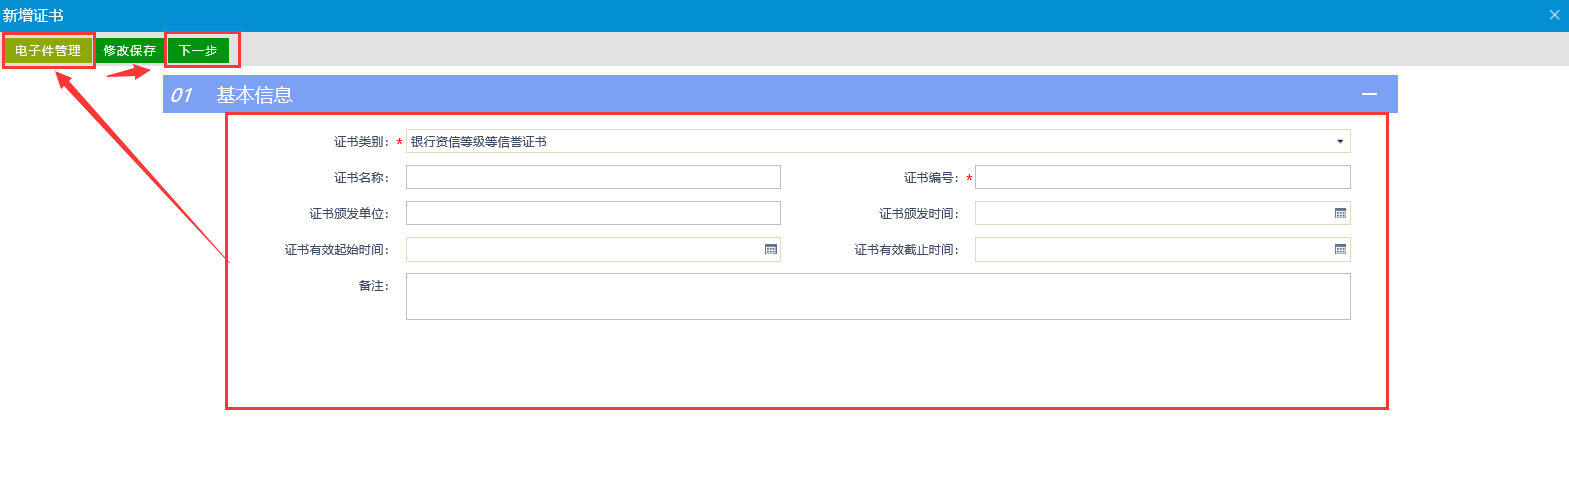 新增证书
电子件管理 修改保存 下一步
01 基本信息
证书类别: * 银行资信等级等信誉证书
证书名称: 证书编号: *
证书颁发单位: 证书颁发时间:
证书有效起始时间: 证书有效截止时间:
备注: